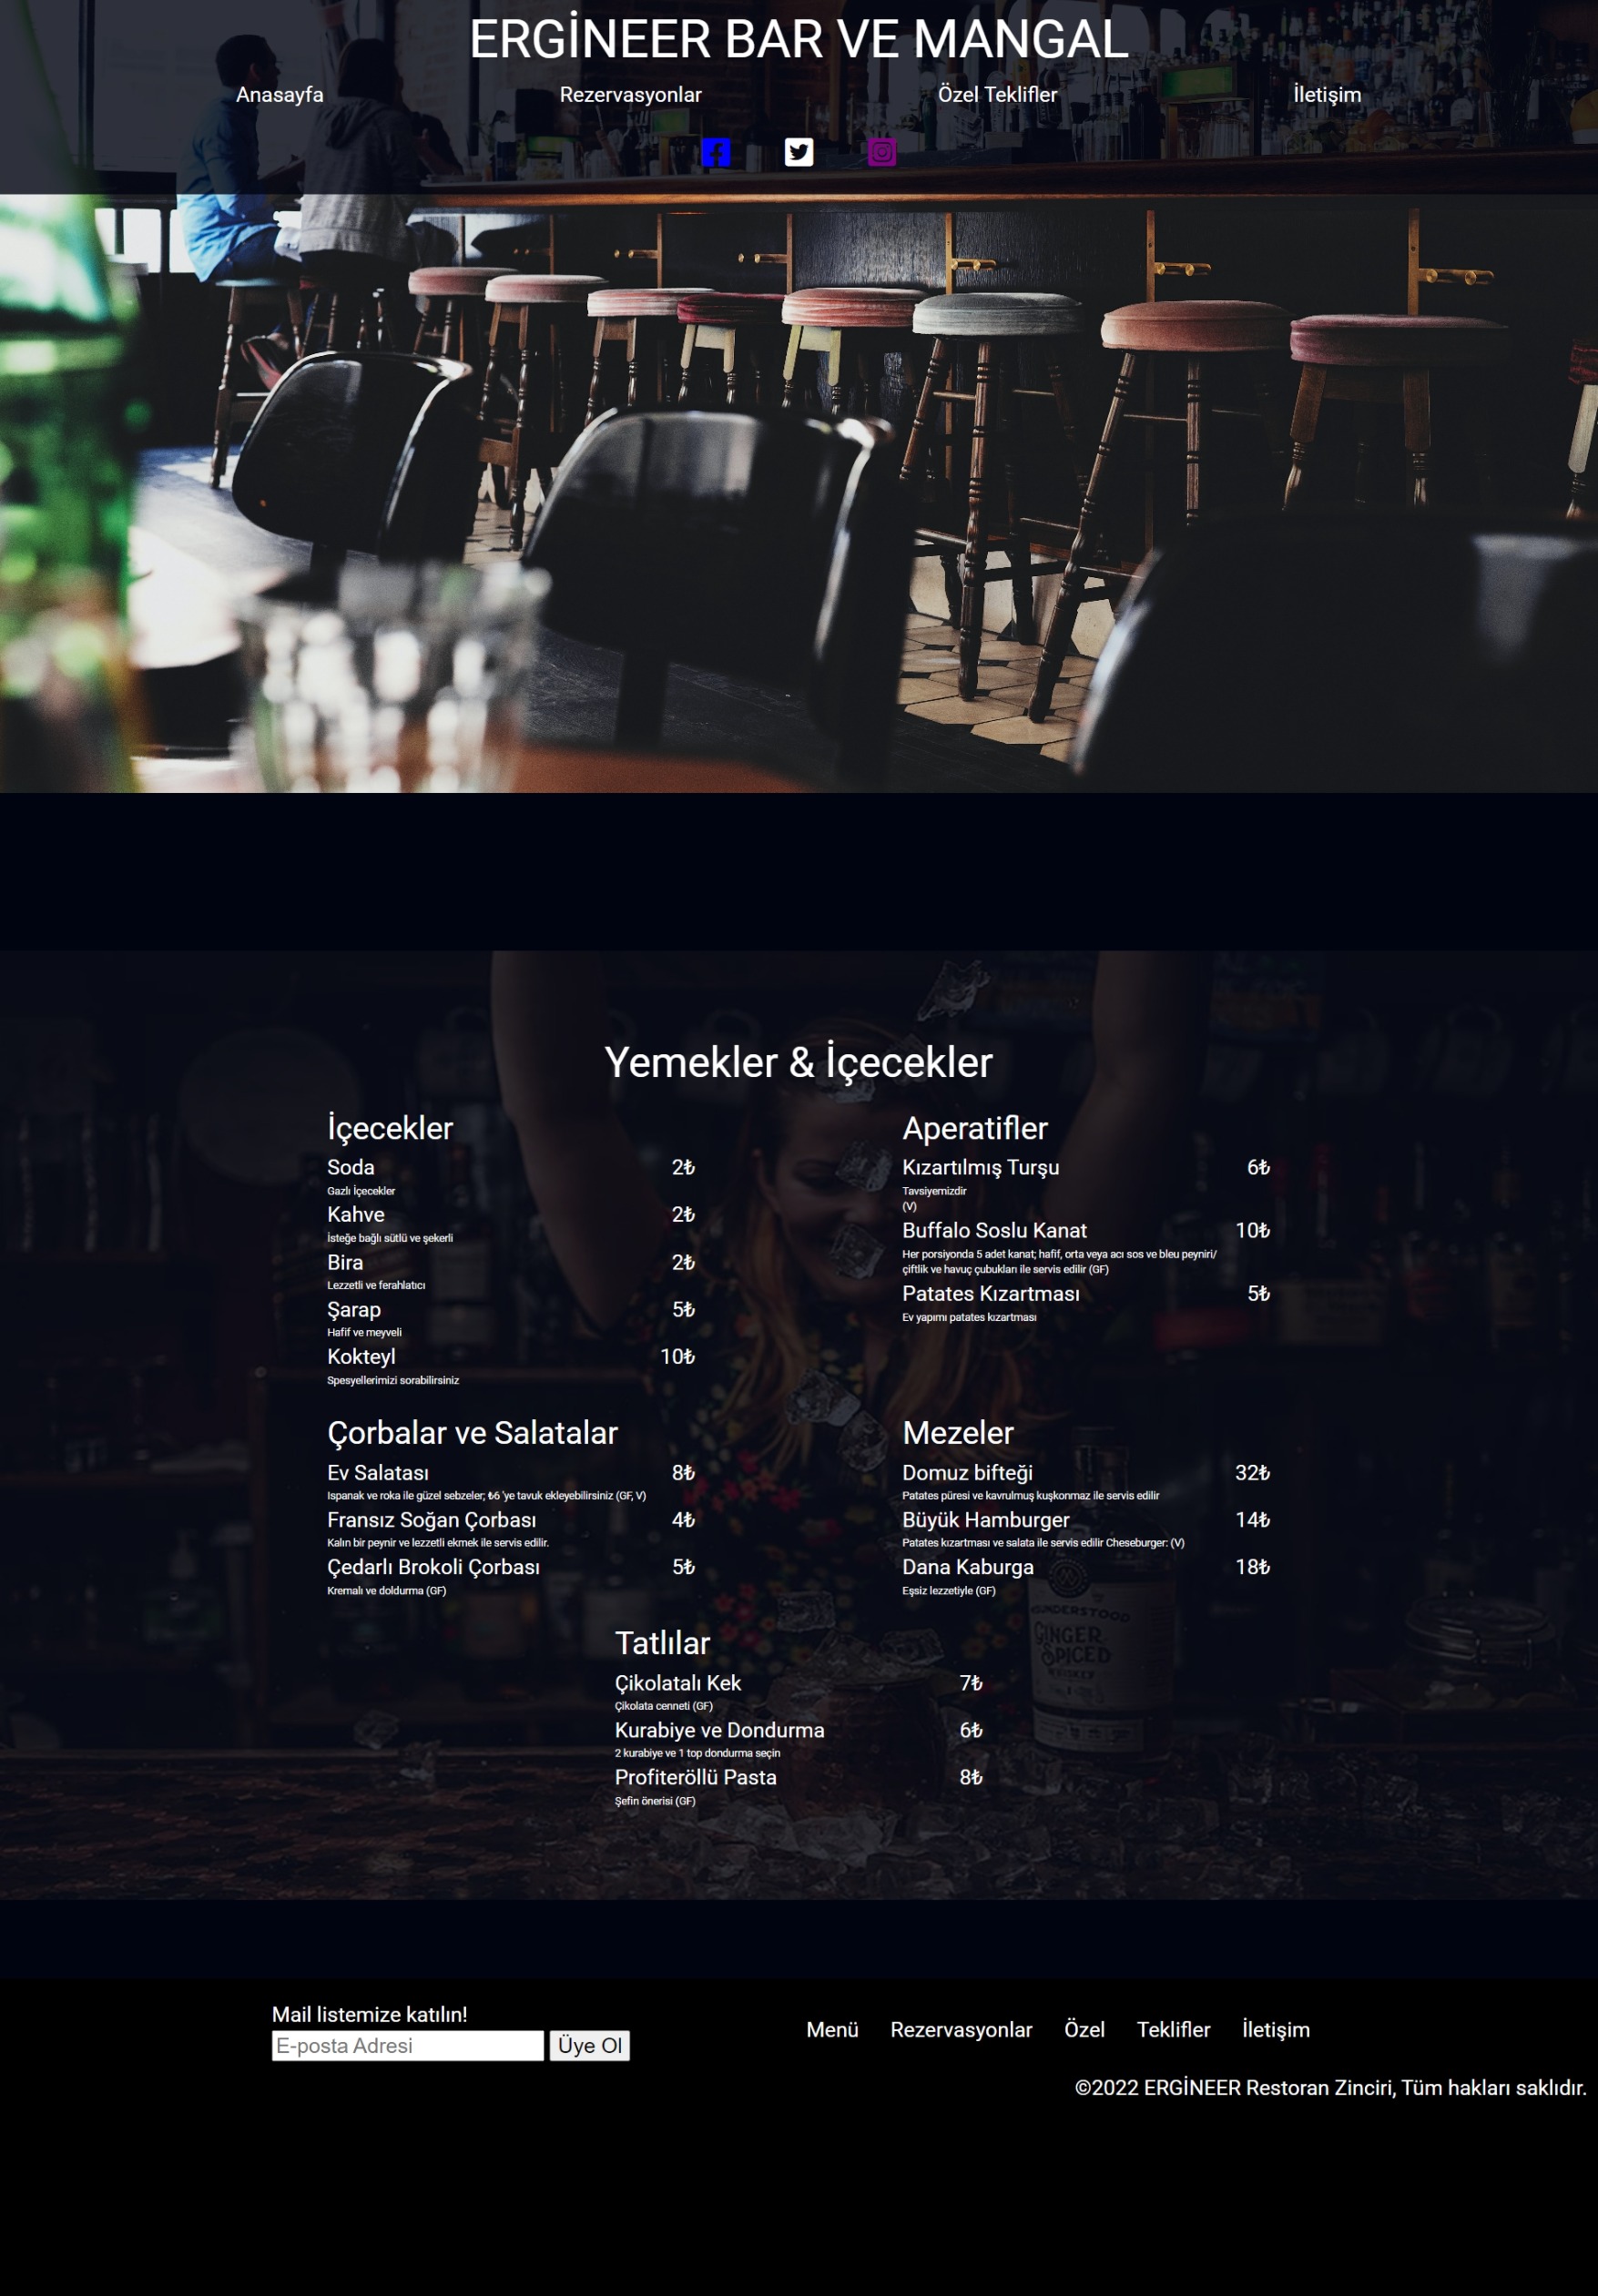 ERGİNEER BAR VE MANGAL
Anasayfa Rezervasyonlar Özel Teklifler İletişim
Yemekler & İçecekler
İçecekler
Soda 2₺
Gazlı İçecekler
Kahve 2₺
İsteğe bağlı sütlü ve şekerli
Bira 2₺
Lezzetli ve ferahlatıcı
Şarap 5₺
Hafif ve meyveli
Kokteyl 10₺
Spesyellerimizi sorabilirsiniz
Aperatifler
Kızartılmış Turşu 6₺
Tavsiyemizdir
(V)
Buffalo Soslu Kanat 10₺
Her porsiyonda 5 adet kanat; hafif, orta veya acı sos ve bleu peyniri/
çiftlik ve havuç çubukları ile servis edilir (GF)
Patates Kızartması 5₺
Ev yapımı patates kızartması
Çorbalar ve Salatalar
Ev Salatası 8₺
Ispanak ve roka ile güzel sebzeler; ₺6 'ye tavuk ekleyebilirsiniz (GF, V)
Fransız Soğan Çorbası 4₺
Kalın bir peynir ve lezzetli ekmek ile servis edilir.
Çedarlı Brokoli Çorbası 5₺
Kremalı ve doldurma (GF)
Mezeler
Domuz bifteği 32₺
Patates püresi ve kavrulmuş kuşkonmaz ile servis edilir
Büyük Hamburger 14₺
Patates kızartması ve salata ile servis edilir Cheseburger: (V)
Dana Kaburga 18₺
Eşsiz lezzetiyle (GF)
UNDERSTOOD
GINGER
SPICED
WHISKEY
Tatlılar
Çikolatalı Kek 7₺
Çikolata cenneti (GF)
Kurabiye ve Dondurma 6₺
2 kurabiye ve 1 top dondurma seçin
Profiteröllü Pasta 8₺
Şefin önerisi (GF)
Mail listemize katılın!
E-posta Adresi Üye Ol
Menü Rezervasyonlar Özel Teklifler İletişim
©2022 ERGİNEER Restoran Zinciri, Tüm hakları saklıdır.